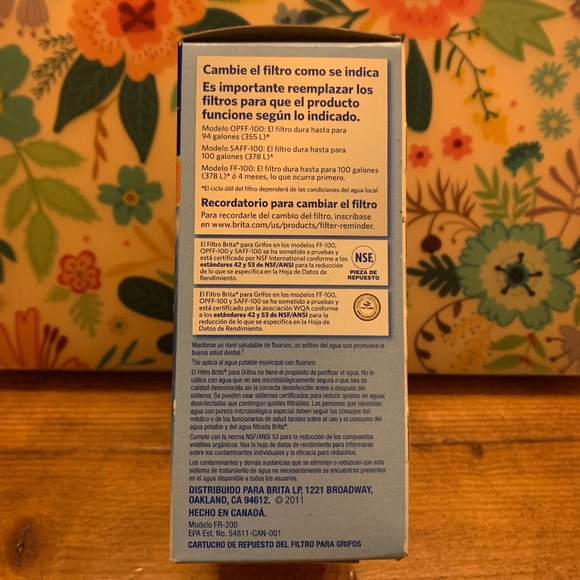 Cambie el filtro como se indica
Es importante reemplazar los
filtros para que el producto
funcione según lo indicado.
Modelo OPFF-100: El filtro dura hasta para
94 galones (355 L)*
Modelo SAFF-100: El filtro dura hasta para
100 galones (378 L)*
Modelo FF-100: El filtro dura hasta para 100 galones
(378 L)* ó 4 meses, lo que ocurra primero.
*El ciclo útil del filtro dependerá de las condiciones del agua local.
Recordatorio para cambiar el filtro
Para recordarle del cambio del filtro, inscríbase
en www.brita.com/us/products/filter-reminder.
El Filtro Brita® para Grifos en los modelos FF-100,
OPFF-100 y SAFF-100 se ha sometido a pruebas y
está certificado por NSF International conforme a los
estándares 42 y 53 de NSF/ANSI para la reducción
de lo que se especifica en la Hoja de Datos de
Rendimiento.
NSF®
PIEZA DE
REPUESTO
El Filtro Brita® para Grifos en los modelos FF-100,
OPFF-100 y SAFF-100 se ha sometido a pruebas y
está certificado por la asociación WQA conforme
a los estándares 42 y 53 de NSF/ANSI para la
reducción de lo que se especifica en la Hoja de
Datos de Rendimiento.
Mantiene un nivel saludable de fluoruro, un aditivo del agua que promueve la
buena salud dental.†
†Se aplica al agua potable municipal con fluoruro.
El Filtro Brita® para Grifos no tiene el propósito de purificar el agua. No lo
utilice con agua que no sea microbiológicamente segura o que sea de
calidad desconocida sin la correcta desinfección antes o después del
sistema. Se pueden usar sistemas certificados para reducir quistes en aguas
desinfectadas que contengan quistes filtrables. Las personas que necesitan
agua con pureza microbiológica especial deben seguir los consejos del
médico o de los funcionarios de salud locales sobre el uso y el consumo del
agua potable y del agua filtrada Brita®.
Cumple con la norma NSF/ANSI 53 para la reducción de los compuestos
volátiles orgánicos. Vea la hoja de datos de rendimiento para informarse
sobre los contaminantes individuales y la eficacia para reducirlos.
Los contaminantes y demás sustancias que se eliminen o reduzcan con este
sistema de tratamiento de agua no necesariamente se encuentran presentes
en el agua disponible a todos los usuarios.
DISTRIBUIDO PARA BRITA LP, 1221 BROADWAY,
OAKLAND, CA 94612. © 2011
HECHO EN CANADÁ.
Modelo FR-200
EPA Est. No. 54811-CAN-001
CARTUCHO DE REPUESTO DEL FILTRO PARA GRIFOS